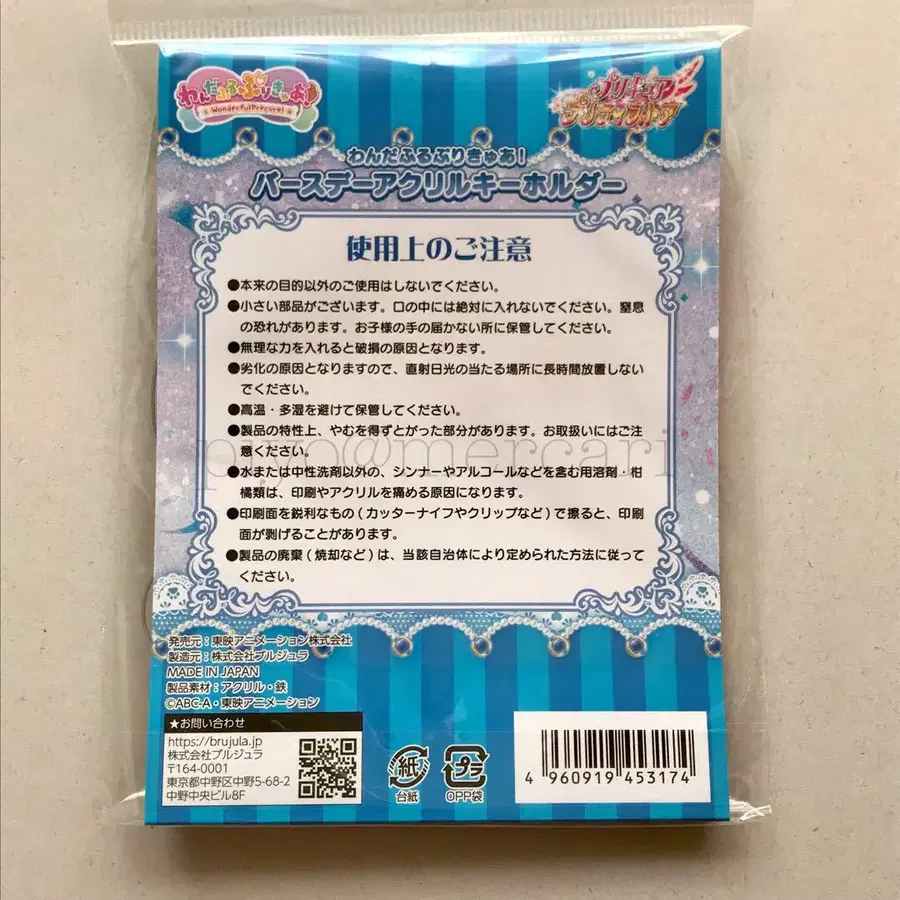 わんだふるぷりきゅあ!
WonderfulPrecure!
プリキュア
プリティストア
わんだふるぷりきゅあ!
バースデーアクリルキーホルダー
使用上のご注意
●本来の目的以外のご使用はしないでください。
●小さい部品がございます。口の中には絶対に入れないでください。窒息
の恐れがあります。お子様の手の届かない所に保管してください。
●無理な力を入れると破損の原因となります。
●劣化の原因となりますので、直射日光の当たる場所に長時間放置しない
でください。
●高温・多湿を避けて保管してください。
●製品の特性上、やむを得ずとがった部分があります。お取扱いにはご注
意ください。
piyo@mercari
●水または中性洗剤以外の、シンナーやアルコールなどを含む用溶剤・柑
橘類は、印刷やアクリルを痛める原因になります。
●印刷面を鋭利なもの(カッターナイフやクリップなど)で擦ると、印刷
面が剥げることがあります。
●製品の廃棄(焼却など)は、当該自治体により定められた方法に従って
ください。
発売元:東映アニメーション株式会社
製造元:株式会社ブルジュラ
MADE IN JAPAN
製品素材:アクリル・鉄
©ABC-A・東映アニメーション
★お問い合わせ
https://brujula.jp
株式会社ブルジュラ
〒164-0001
東京都中野区中野5-68-2
中野中央ビル8F
紙
台紙
プラ
OPP袋
4 960919 453174